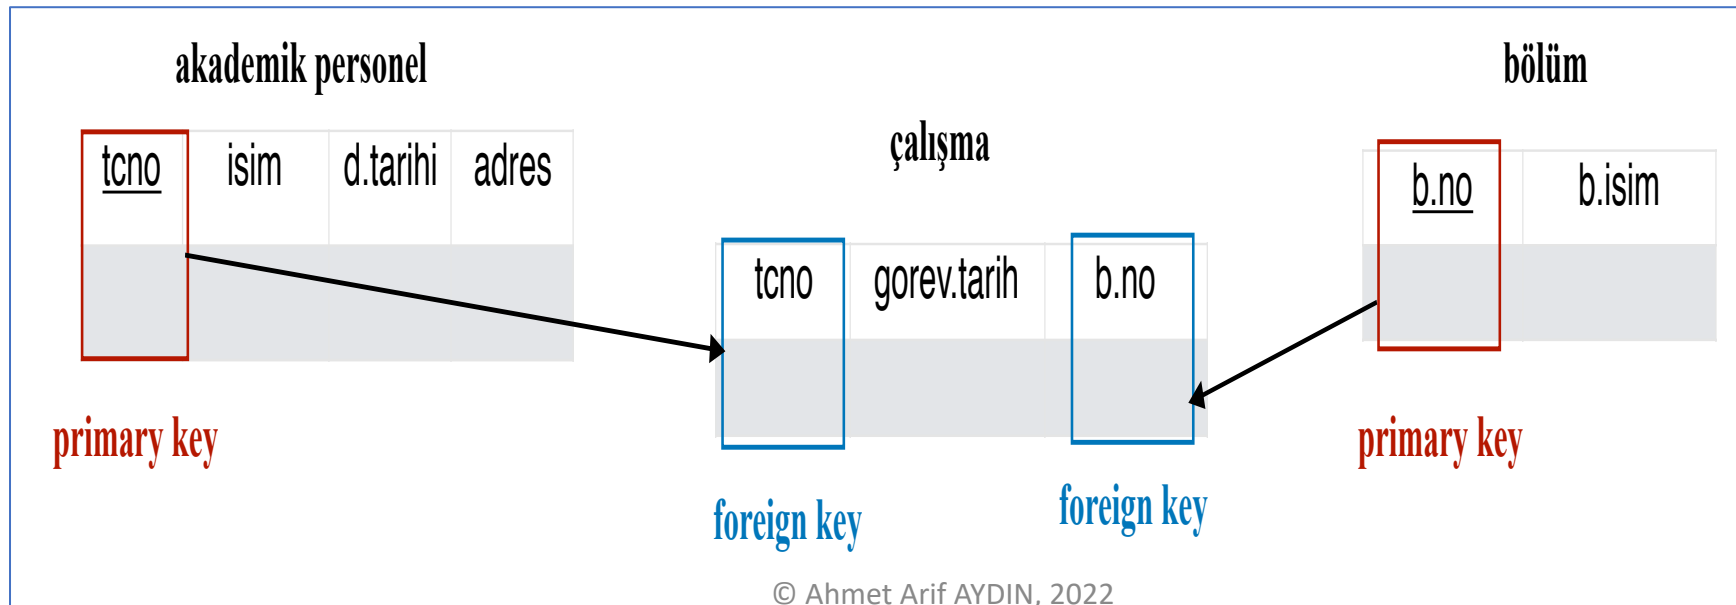 akademik personel
tcno isim d.tarihi adres
primary key
çalışma
tcno gorev.tarih b.no
foreign key
foreign key
bölüm
b.no b.isim
primary key
© Ahmet Arif AYDIN, 2022